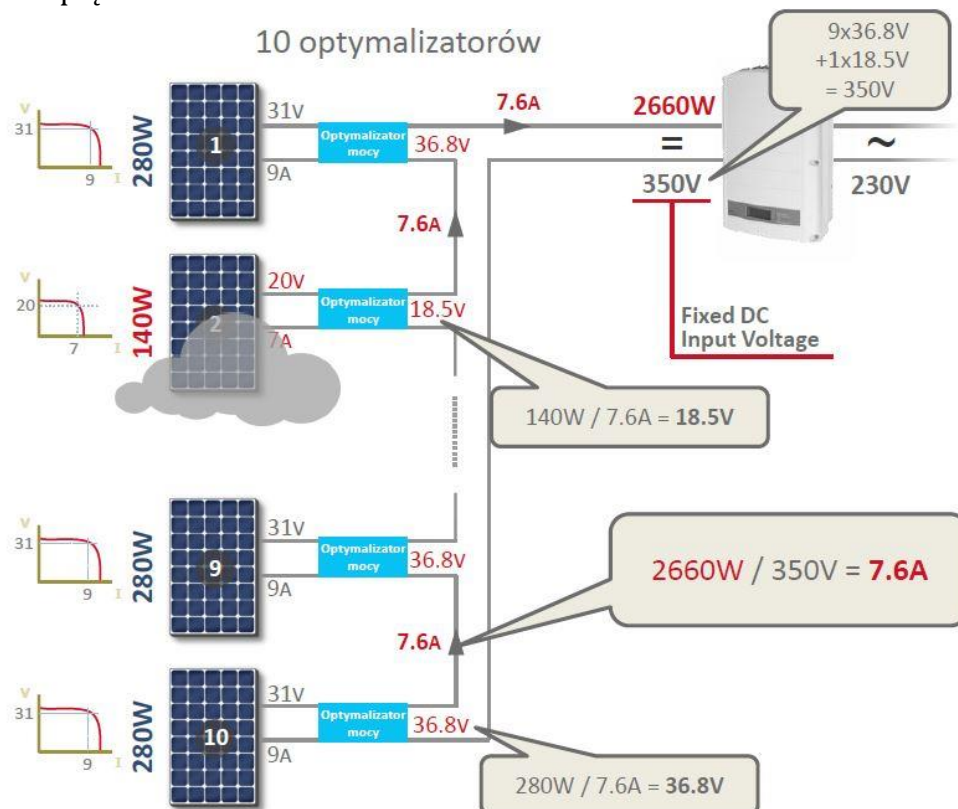 10 optymalizatorów
9x36.8V
+1x18.5V
= 350V
V
31
9
I
280W
1
31V
9A
Optymalizator
mocy
36.8V
7.6A
2660W
=
350V
~
230V
7.6A
V
20
7
I
140W
2
20V
7A
Optymalizator
mocy
18.5V
Fixed DC
Input Voltage
140W / 7.6A = 18.5V
V
31
9
I
280W
9
31V
9A
Optymalizator
mocy
36.8V
2660W / 350V = 7.6A
7.6A
V
31
9
I
280W
10
31V
9A
Optymalizator
mocy
36.8V
280W / 7.6A = 36.8V